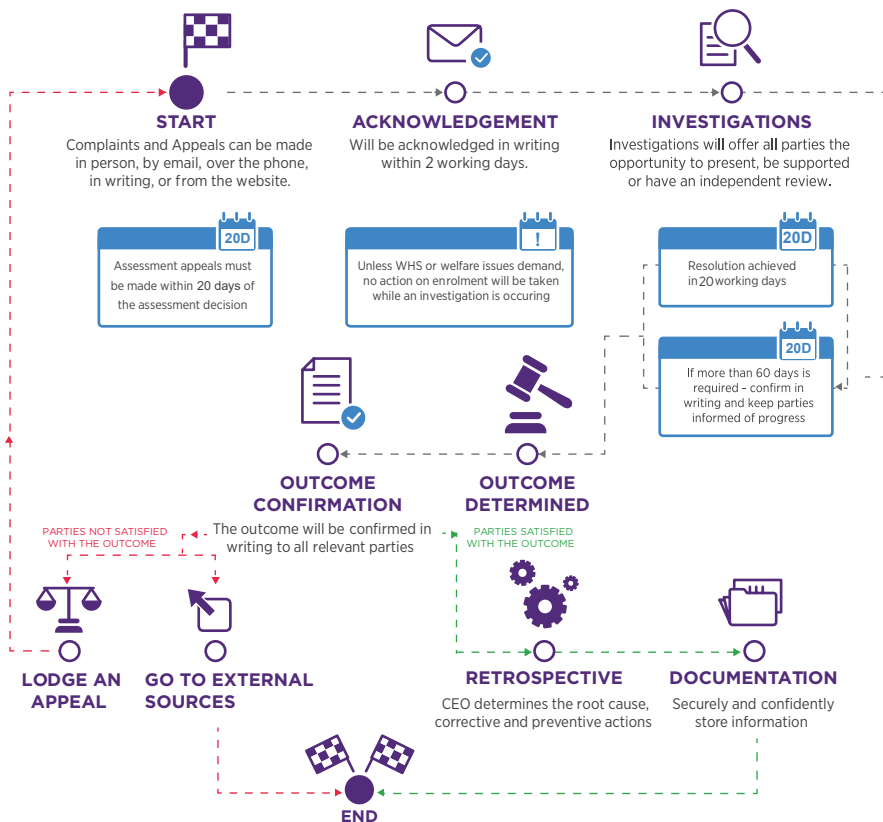 START
Complaints and Appeals can be made
in person, by email, over the phone,
in writing, or from the website.
ACKNOWLEDGEMENT
Will be acknowledged in writing
within 2 working days.
INVESTIGATIONS
Investigations will offer all parties the
opportunity to present, be supported
or have an independent review.
20D
Assessment appeals must
be made within 20 days of
the assessment decision
!
Unless WHS or welfare issues demand,
no action on enrolment will be taken
while an investigation is occuring
20D
Resolution achieved
in 20 working days
20D
If more than 60 days is
required - confirm in
writing and keep parties
informed of progress
OUTCOME
DETERMINED
OUTCOME
CONFIRMATION
The outcome will be confirmed in
writing to all relevant parties
PARTIES NOT SATISFIED
WITH THE OUTCOME
PARTIES SATISFIED
WITH THE OUTCOME
LODGE AN
APPEAL
GO TO EXTERNAL
SOURCES
RETROSPECTIVE
CEO determines the root cause,
corrective and preventive actions
DOCUMENTATION
Securely and confidently
store information
END